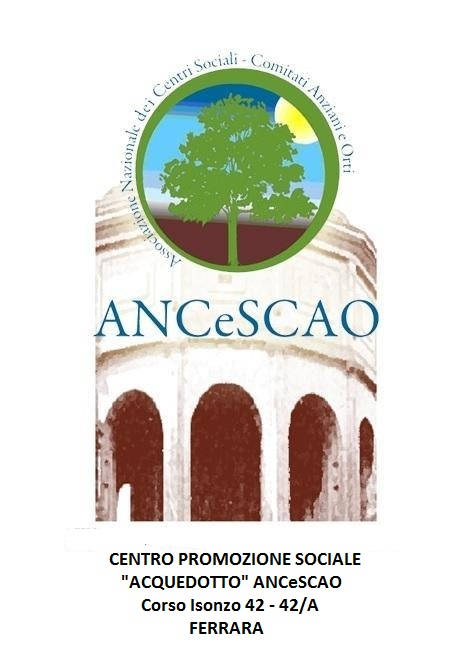 Associazione Nazionale dei Centri Sociali - Comitati Anziani e Orti
ANCeSCAO
CENTRO PROMOZIONE SOCIALE
"ACQUEDOTTO" ANCeSCAO
Corso Isonzo 42 - 42/A
FERRARA